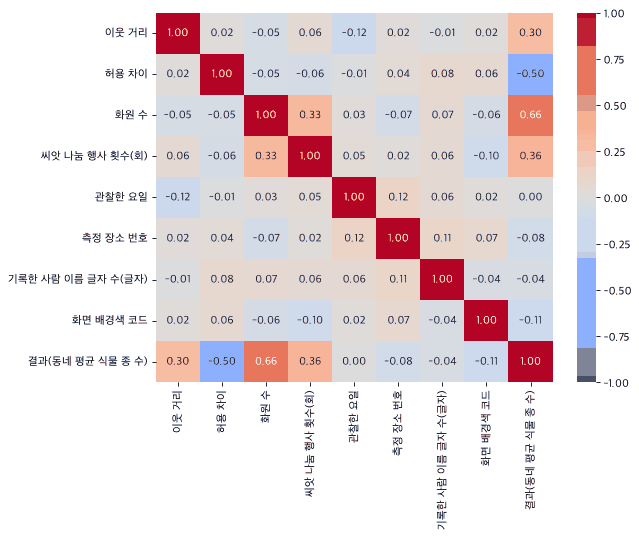 이웃 거리 1.00 0.02 -0.05 0.06 -0.12 0.02 -0.01 0.02 0.30
허용 차이 0.02 1.00 -0.05 -0.06 -0.01 0.04 0.08 0.06 -0.50
화원 수 -0.05 -0.05 1.00 0.33 0.03 -0.07 0.07 -0.06 0.66
씨앗 나눔 행사 횟수(회) 0.06 -0.06 0.33 1.00 0.05 0.02 0.06 -0.10 0.36
관찰한 요일 -0.12 -0.01 0.03 0.05 1.00 0.12 0.06 0.02 0.00
측정 장소 번호 0.02 0.04 -0.07 0.02 0.12 1.00 0.11 0.07 -0.08
기록한 사람 이름 글자 수(글자) -0.01 0.08 0.07 0.06 0.06 0.11 1.00 -0.04 -0.04
화면 배경색 코드 0.02 0.06 -0.06 -0.10 0.02 0.07 -0.04 1.00 -0.11
결과(동네 평균 식물 종 수) 0.30 -0.50 0.66 0.36 0.00 -0.08 -0.04 -0.11 1.00
이웃 거리
허용 차이
화원 수
씨앗 나눔 행사 횟수(회)
관찰한 요일
측정 장소 번호
기록한 사람 이름 글자 수(글자)
화면 배경색 코드
결과(동네 평균 식물 종 수)
1.00
0.75
0.50
0.25
0.00
-0.25
-0.50
-0.75
-1.00